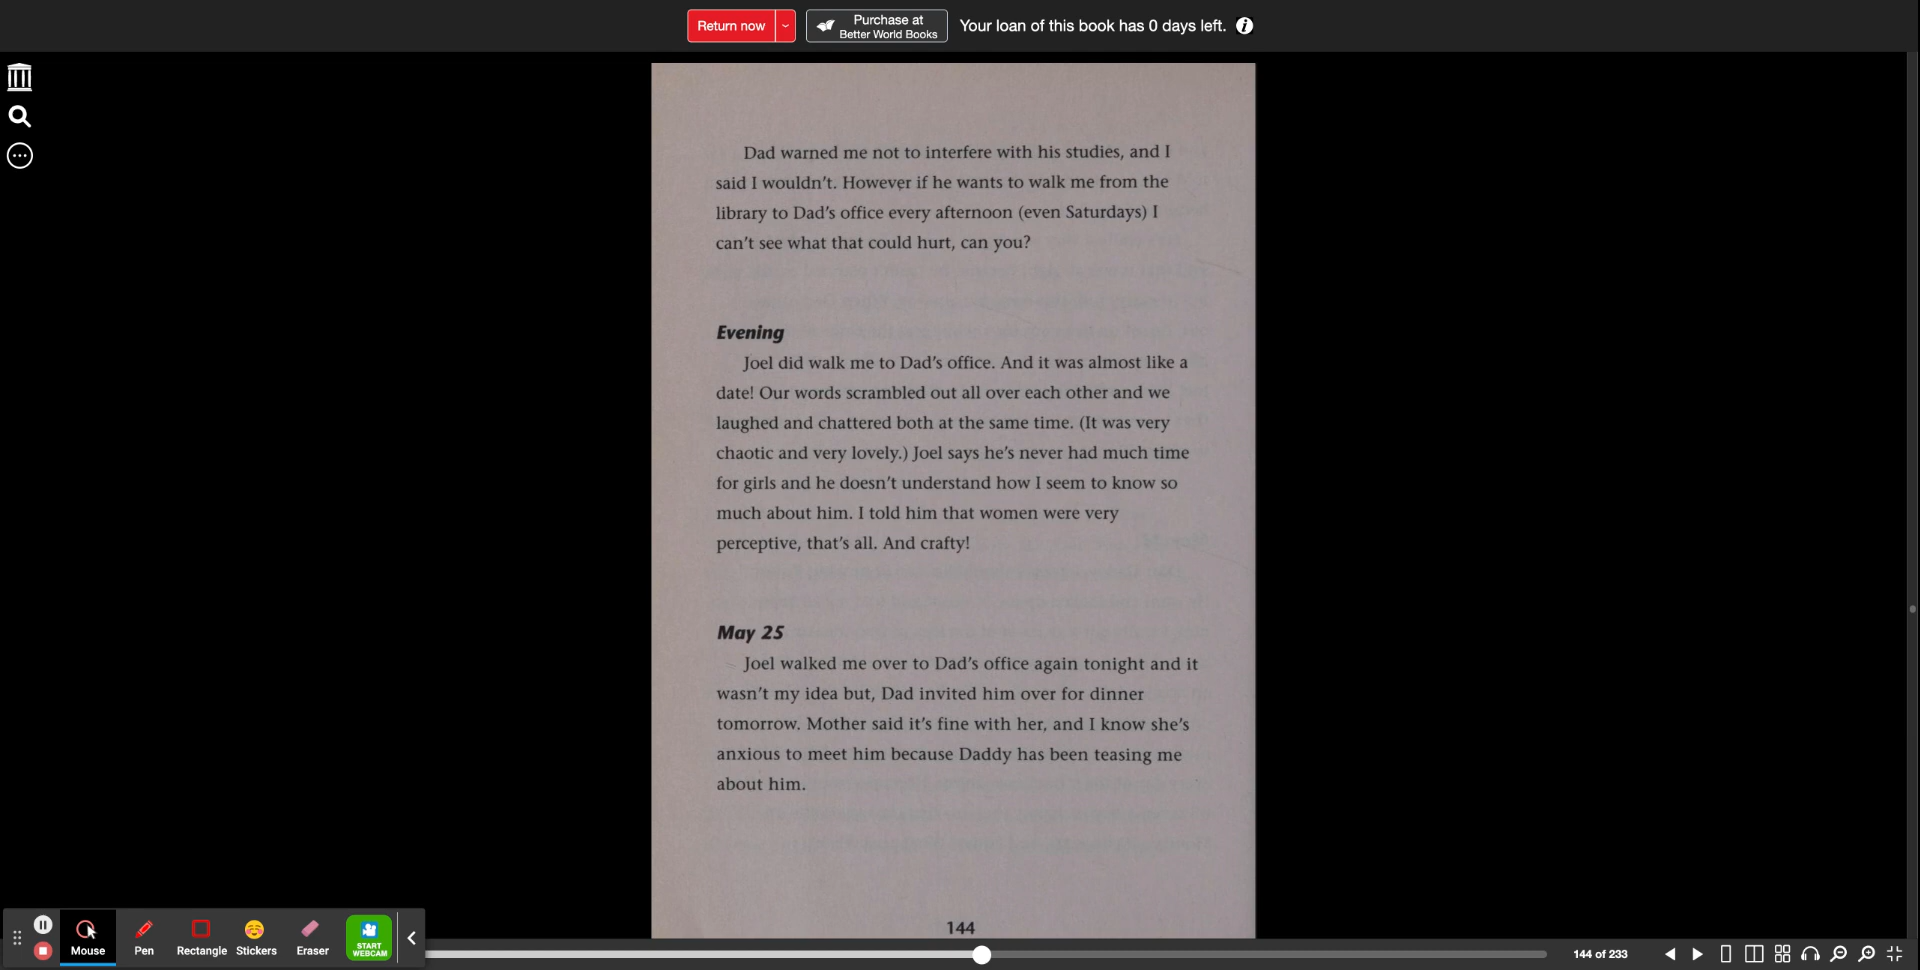 Return now
Purchase at
Better World Books
Your loan of this book has 0 days left.
Dad warned me not to interfere with his studies, and I
said I wouldn't. However if he wants to walk me from the
library to Dad's office every afternoon (even Saturdays) I
can't see what that could hurt, can you?
Evening
Joel did walk me to Dad's office. And it was almost like a
date! Our words scrambled out all over each other and we
laughed and chattered both at the same time. (It was very
chaotic and very lovely.) Joel says he's never had much time
for girls and he doesn't understand how I seem to know so
much about him. I told him that women were very
perceptive, that's all. And crafty!
May 25
Joel walked me over to Dad's office again tonight and it
wasn't my idea but, Dad invited him over for dinner
tomorrow. Mother said it's fine with her, and I know she's
anxious to meet him because Daddy has been teasing me
about him.
144
Mouse
Pen
Rectangle
Stickers
Eraser
START
WEBCAM
144 of 233